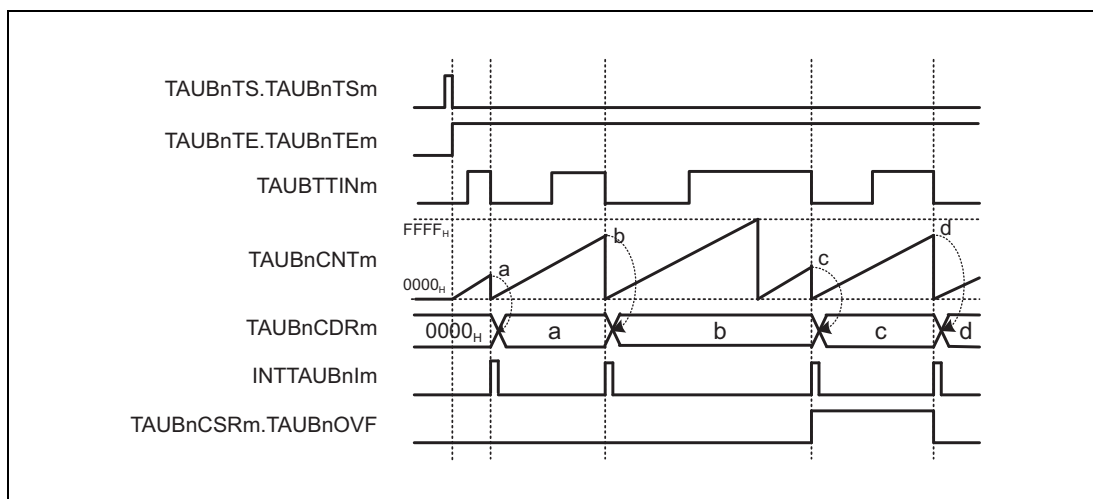 TAUBnTS.TAUBnTSm
TAUBnTE.TAUBnTEm
TAUBTTINm
FFFFH
TAUBnCNTm
0000H
a
b
c
d
TAUBnCDRm
0000H
a
b
c
d
INTTAUBnIm
TAUBnCSRm.TAUBnOVF